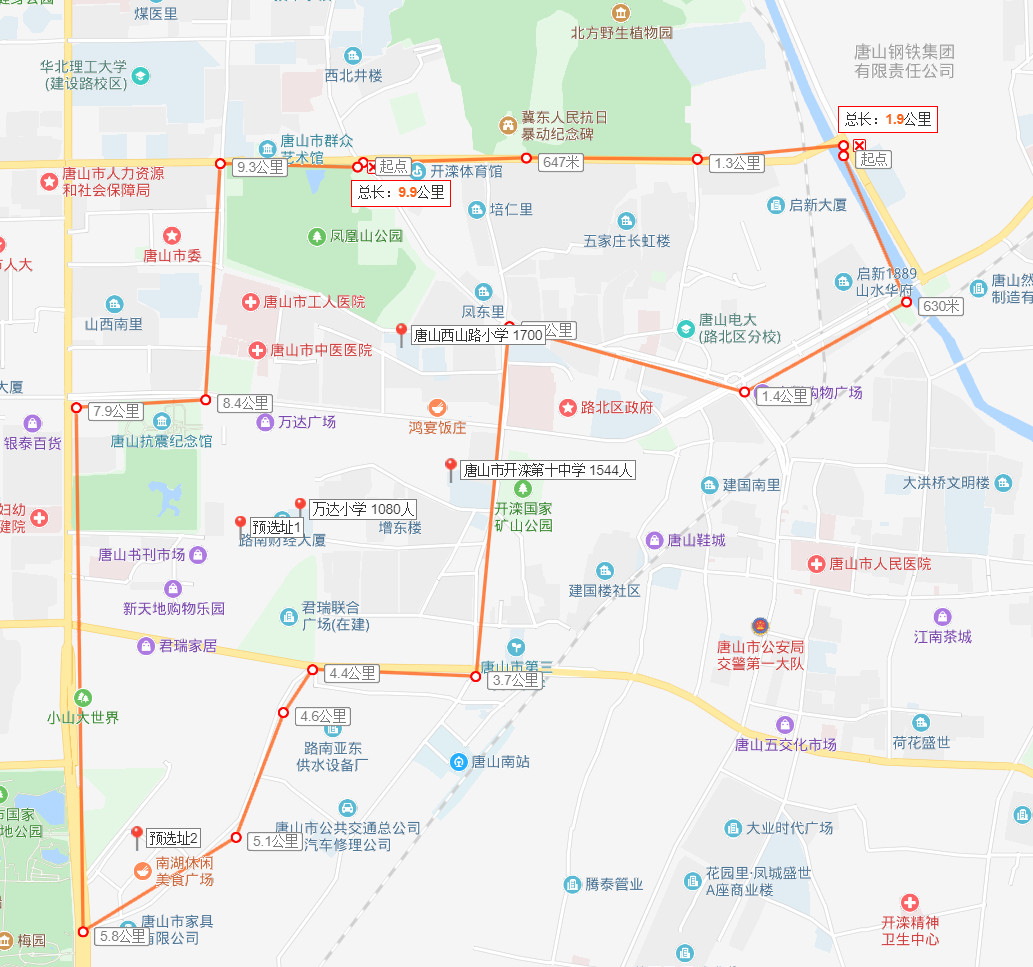 煤医里
北方野生植物园
唐山钢铁集团
有限责任公司
华北理工大学
(建设路校区)
西北井楼
冀东人民抗日
暴动纪念碑
总长：1.9公里
起点
唐山市群众
艺术馆
9.3公里
起点
开滦体育馆
647米
1.3公里
唐山市人力资源
和社会保障局
总长：9.9公里
培仁里
启新大厦
唐山市委
凤凰山公园
五家庄长虹楼
市人大
启新1889
山水华府
唐山然
制造有
唐山市工人医院
凤东里
630米
山西南里
唐山西山路小学 1700
公里
唐山电大
(路北区分校)
唐山市中医医院
大厦
7.9公里
8.4公里
1.4公里
购物广场
银泰百货
唐山抗震纪念馆
万达广场
鸿宴饭庄
路北区政府
唐山市开滦第十中学 1544人
建国南里
大洪桥文明楼
妇幼
健院
万达小学 1080人
开滦国家
矿山公园
预选址1
路南财经大厦
增东楼
唐山书刊市场
唐山鞋城
唐山市人民医院
新天地购物乐园
建国楼社区
君瑞联合
广场(在建)
江南茶城
君瑞家居
唐山市公安局
交警第一大队
唐山市第三
4.4公里
3.7公里
小山大世界
4.6公里
路南亚东
供水设备厂
唐山南站
唐山五交化市场
荷花盛世
市国家
地公园
预选址2
5.1公里
唐山市公共交通总公司
汽车修理公司
大业时代广场
南湖休闲
美食广场
腾泰管业
花园里·凤城盛世
A座商业楼
唐山市家具
有限公司
5.8公里
梅园
开滦精神
卫生中心